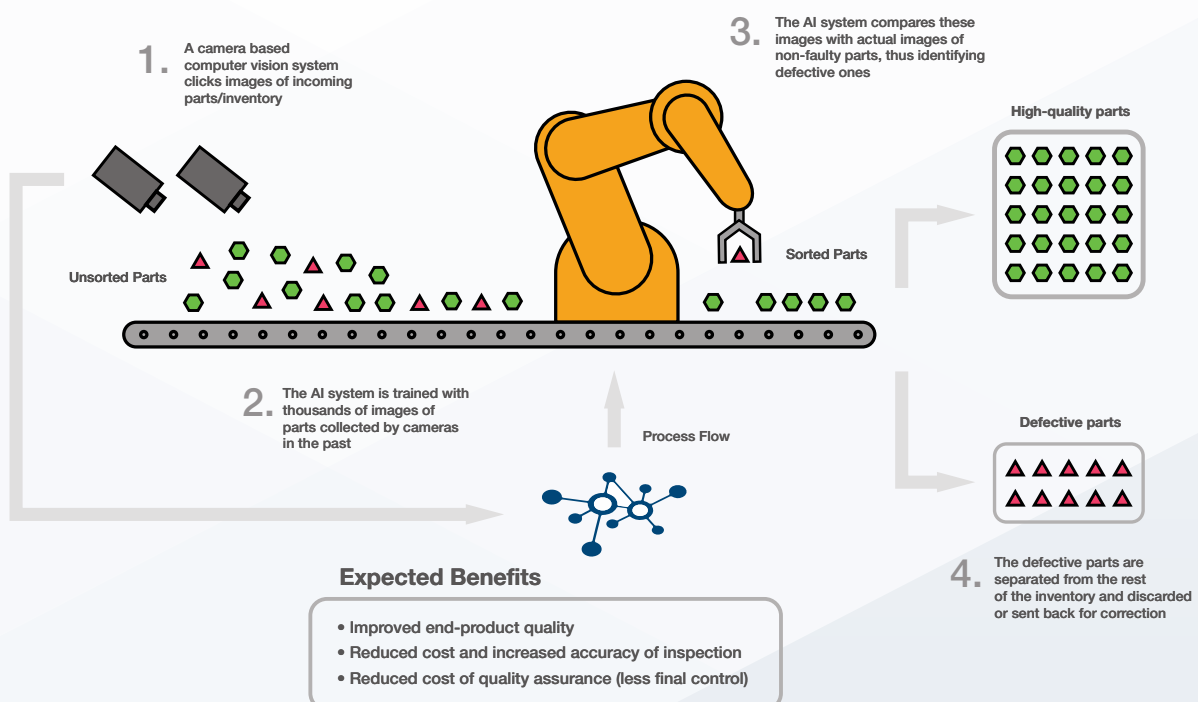 1.
A camera based
computer vision system
clicks images of incoming
parts/inventory
3.
The AI system compares these
images with actual images of
non-faulty parts, thus identifying
defective ones
High-quality parts
Unsorted Parts
Sorted Parts
2.
The AI system is trained with
thousands of images of
parts collected by cameras
in the past
Process Flow
Defective parts
4.
The defective parts are
separated from the rest
of the inventory and discarded
or sent back for correction
Expected Benefits
• Improved end-product quality
• Reduced cost and increased accuracy of inspection
• Reduced cost of quality assurance (less final control)